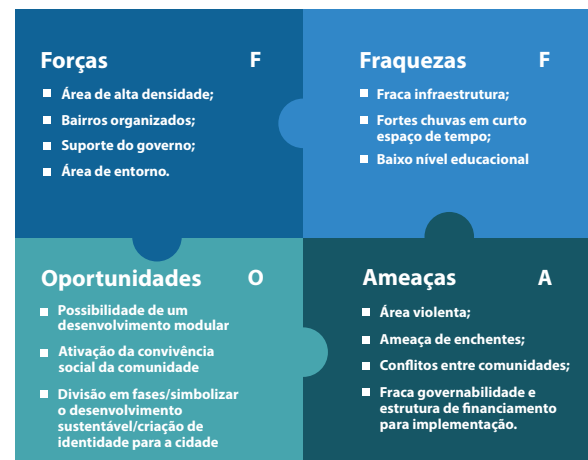 Forças F
Área de alta densidade;
Bairros organizados;
Suporte do governo;
Área de entorno.
Fraquezas F
Fraca infraestrutura;
Fortes chuvas em curto
espaço de tempo;
Baixo nível educacional
Oportunidades O
Possibilidade de um
desenvolvimento modular
Ativação da convivência
social da comunidade
Divisão em fases/simbolizar
o desenvolvimento
sustentável/criação de
identidade para a cidade
Ameaças A
Área violenta;
Ameaça de enchentes;
Conflitos entre comunidades;
Fraca governabilidade e
estrutura de financiamento
para implementação.